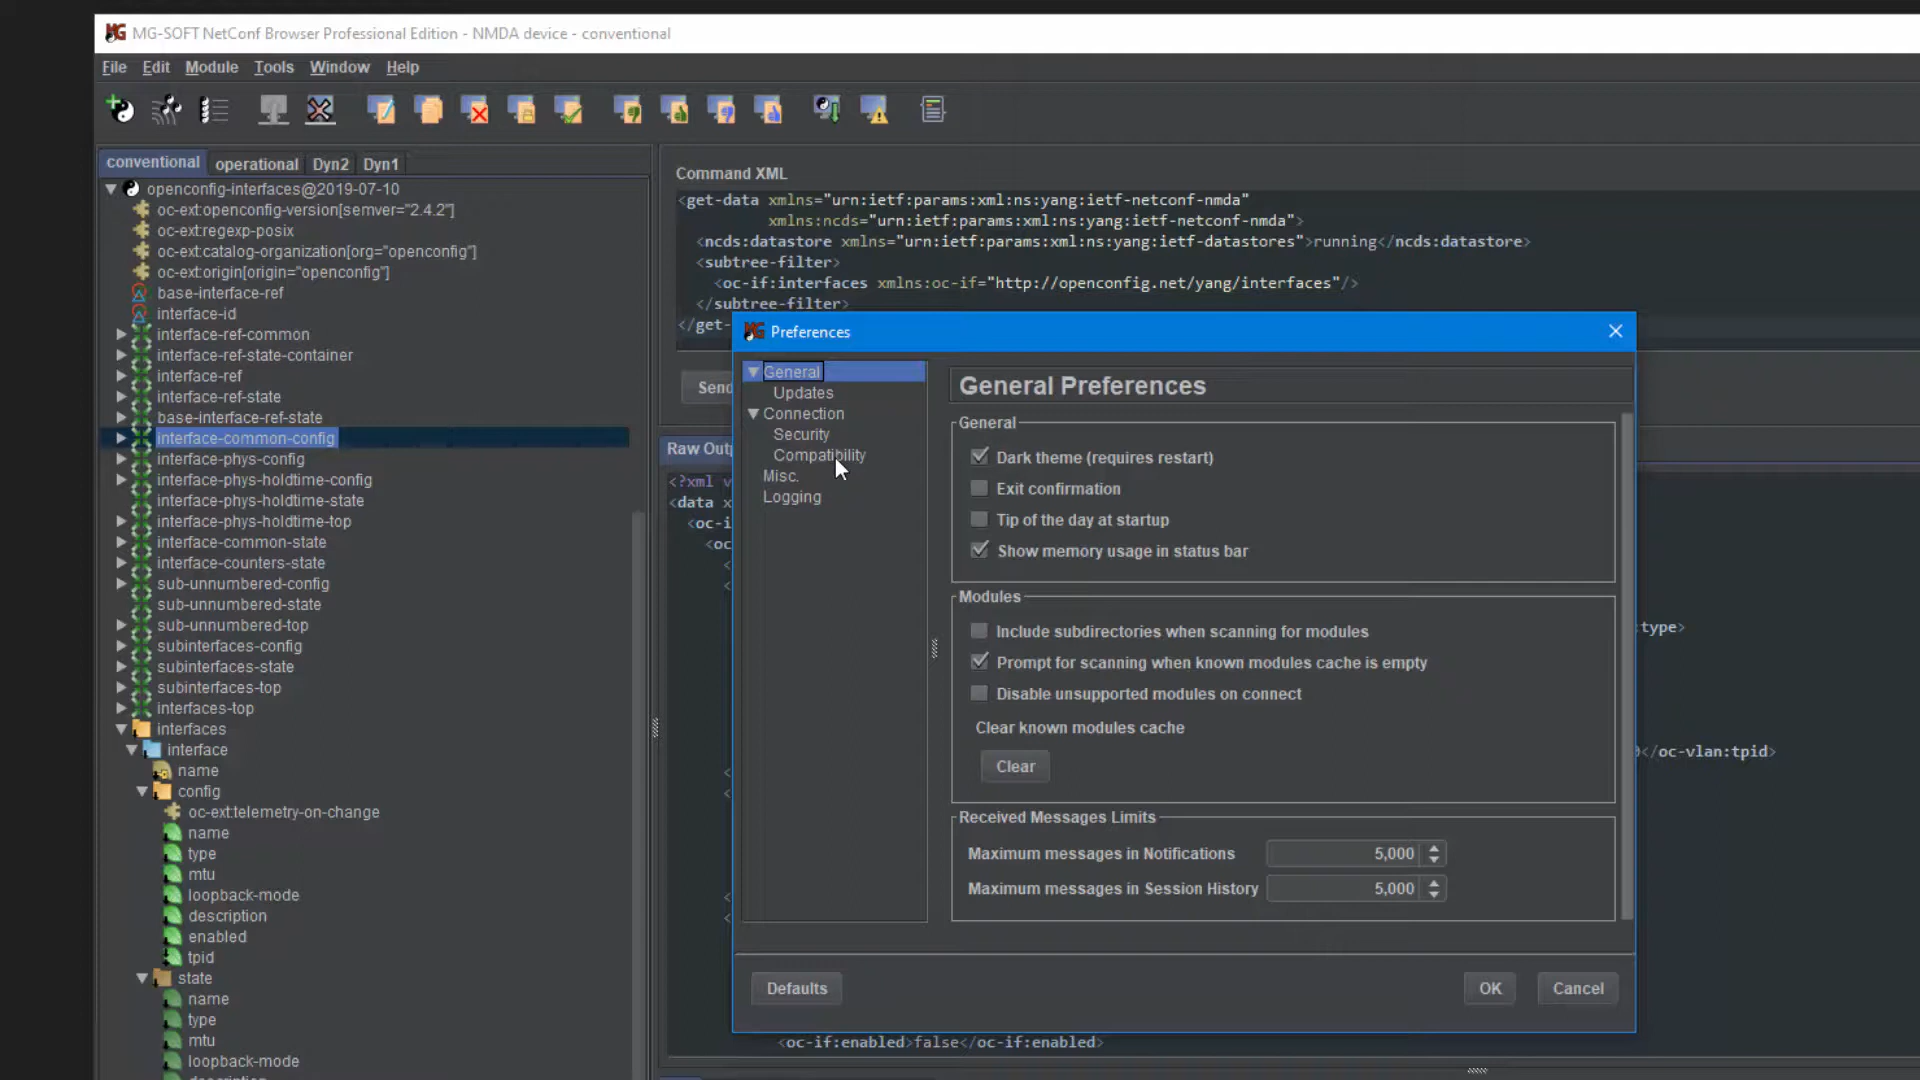 MG-SOFT NetConf Browser Professional Edition - NMDA device - conventional
File Edit Module Tools Window Help
conventional operational Dyn2 Dyn1
openconfig-interfaces@2019-07-10
oc-ext:openconfig-version[semver="2.4.2"]
oc-ext:regexp-posix
oc-ext:catalog-organization[org="openconfig"]
oc-ext:origin[origin="openconfig"]
base-interface-ref
interface-id
interface-ref-common
interface-ref-state-container
interface-ref
interface-ref-state
base-interface-ref-state
interface-common-config
interface-phys-config
interface-phys-holdtime-config
interface-phys-holdtime-state
interface-phys-holdtime-top
interface-common-state
interface-counters-state
sub-unnumbered-config
sub-unnumbered-state
sub-unnumbered-top
subinterfaces-config
subinterfaces-state
subinterfaces-top
interfaces-top
interfaces
interface
name
config
oc-ext:telemetry-on-change
name
type
mtu
loopback-mode
description
enabled
tpid
state
name
type
mtu
loopback-mode
Command XML
<get-data xmlns="urn:ietf:params:xml:ns:yang:ietf-netconf-nmda"
xmlns:ncds="urn:ietf:params:xml:ns:yang:ietf-netconf-nmda">
<ncds:datastore xmlns="urn:ietf:params:xml:ns:yang:ietf-datastores">running</ncds:datastore>
<subtree-filter>
<oc-if:interfaces xmlns:oc-if="http://openconfig.net/yang/interfaces"/>
</subtree-filter>
</get-
Send
Raw Outp
<?xml v
<data x
<oc-i
<oc
<
<
<
<
<
<
:type>
</oc-vlan:tpid>
<oc-if:enabled>false</oc-if:enabled>
Preferences
General
Updates
Connection
Security
Compatibility
Misc.
Logging
General Preferences
General
Dark theme (requires restart)
Exit confirmation
Tip of the day at startup
Show memory usage in status bar
Modules
Include subdirectories when scanning for modules
Prompt for scanning when known modules cache is empty
Disable unsupported modules on connect
Clear known modules cache
Clear
Received Messages Limits
Maximum messages in Notifications 5,000
Maximum messages in Session History 5,000
Defaults OK Cancel